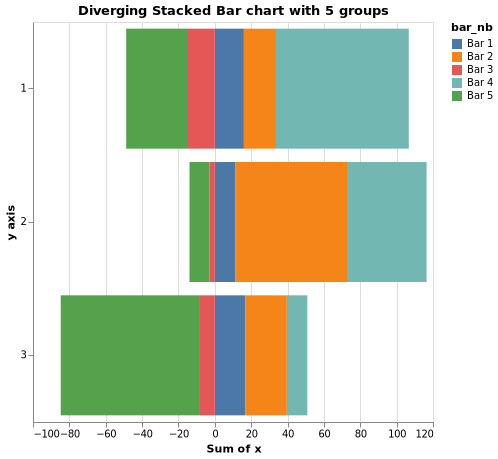 Diverging Stacked Bar chart with 5 groups
bar_nb
Bar 1
Bar 2
Bar 3
Bar 4
Bar 5
y axis
1
2
3
−100 −80 −60 −40 −20 0 20 40 60 80 100 120
Sum of x